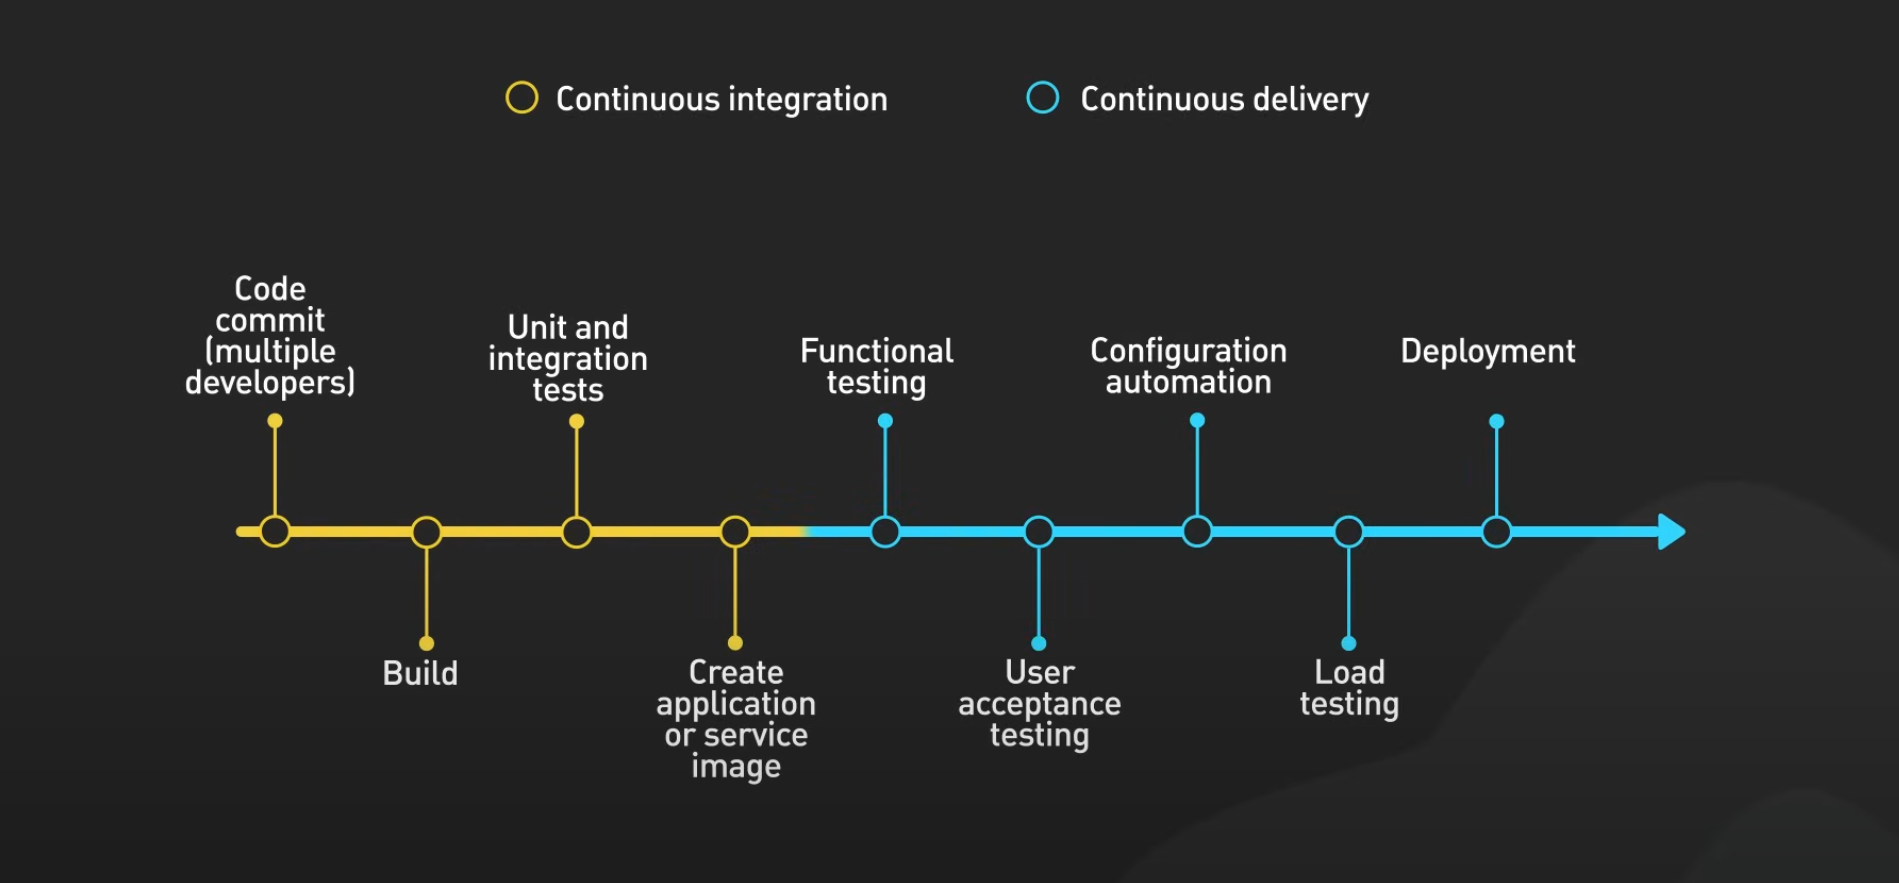 Continuous integration
Continuous delivery
Code
commit
(multiple
developers)
Build
Unit and
integration
tests
Create
application
or service
image
Functional
testing
User
acceptance
testing
Configuration
automation
Load
testing
Deployment